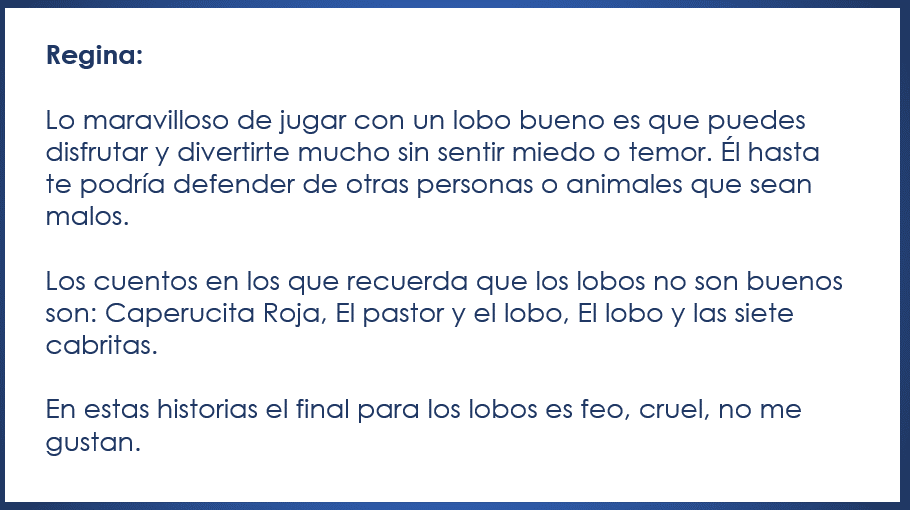 Regina:
Lo maravilloso de jugar con un lobo bueno es que puedes
disfrutar y divertirte mucho sin sentir miedo o temor. Él hasta
te podría defender de otras personas o animales que sean
malos.
Los cuentos en los que recuerda que los lobos no son buenos
son: Caperucita Roja, El pastor y el lobo, El lobo y las siete
cabritas.
En estas historias el final para los lobos es feo, cruel, no me
gustan.